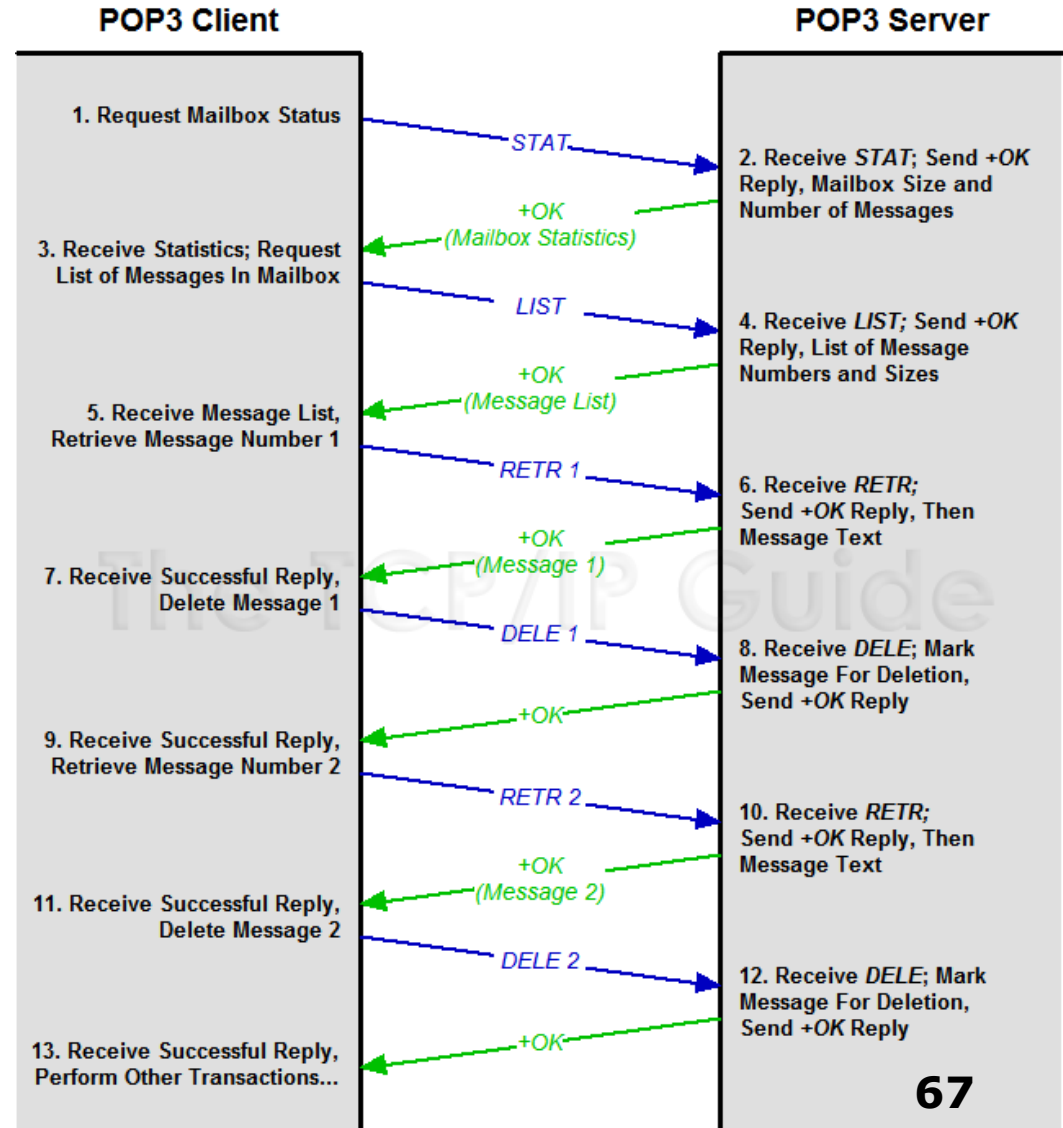 POP3 Client
POP3 Server
1. Request Mailbox Status
STAT
2. Receive STAT; Send +OK
Reply, Mailbox Size and
Number of Messages
+OK
(Mailbox Statistics)
3. Receive Statistics; Request
List of Messages In Mailbox
LIST
4. Receive LIST; Send +OK
Reply, List of Message
Numbers and Sizes
+OK
(Message List)
5. Receive Message List,
Retrieve Message Number 1
RETR 1
6. Receive RETR;
Send +OK Reply, Then
Message Text
+OK
(Message 1)
The TCP/IP Guide
7. Receive Successful Reply,
Delete Message 1
DELE 1
8. Receive DELE; Mark
Message For Deletion,
Send +OK Reply
+OK
9. Receive Successful Reply,
Retrieve Message Number 2
RETR 2
10. Receive RETR;
Send +OK Reply, Then
Message Text
+OK
(Message 2)
11. Receive Successful Reply,
Delete Message 2
DELE 2
12. Receive DELE; Mark
Message For Deletion,
Send +OK Reply
+OK
13. Receive Successful Reply,
Perform Other Transactions...
67